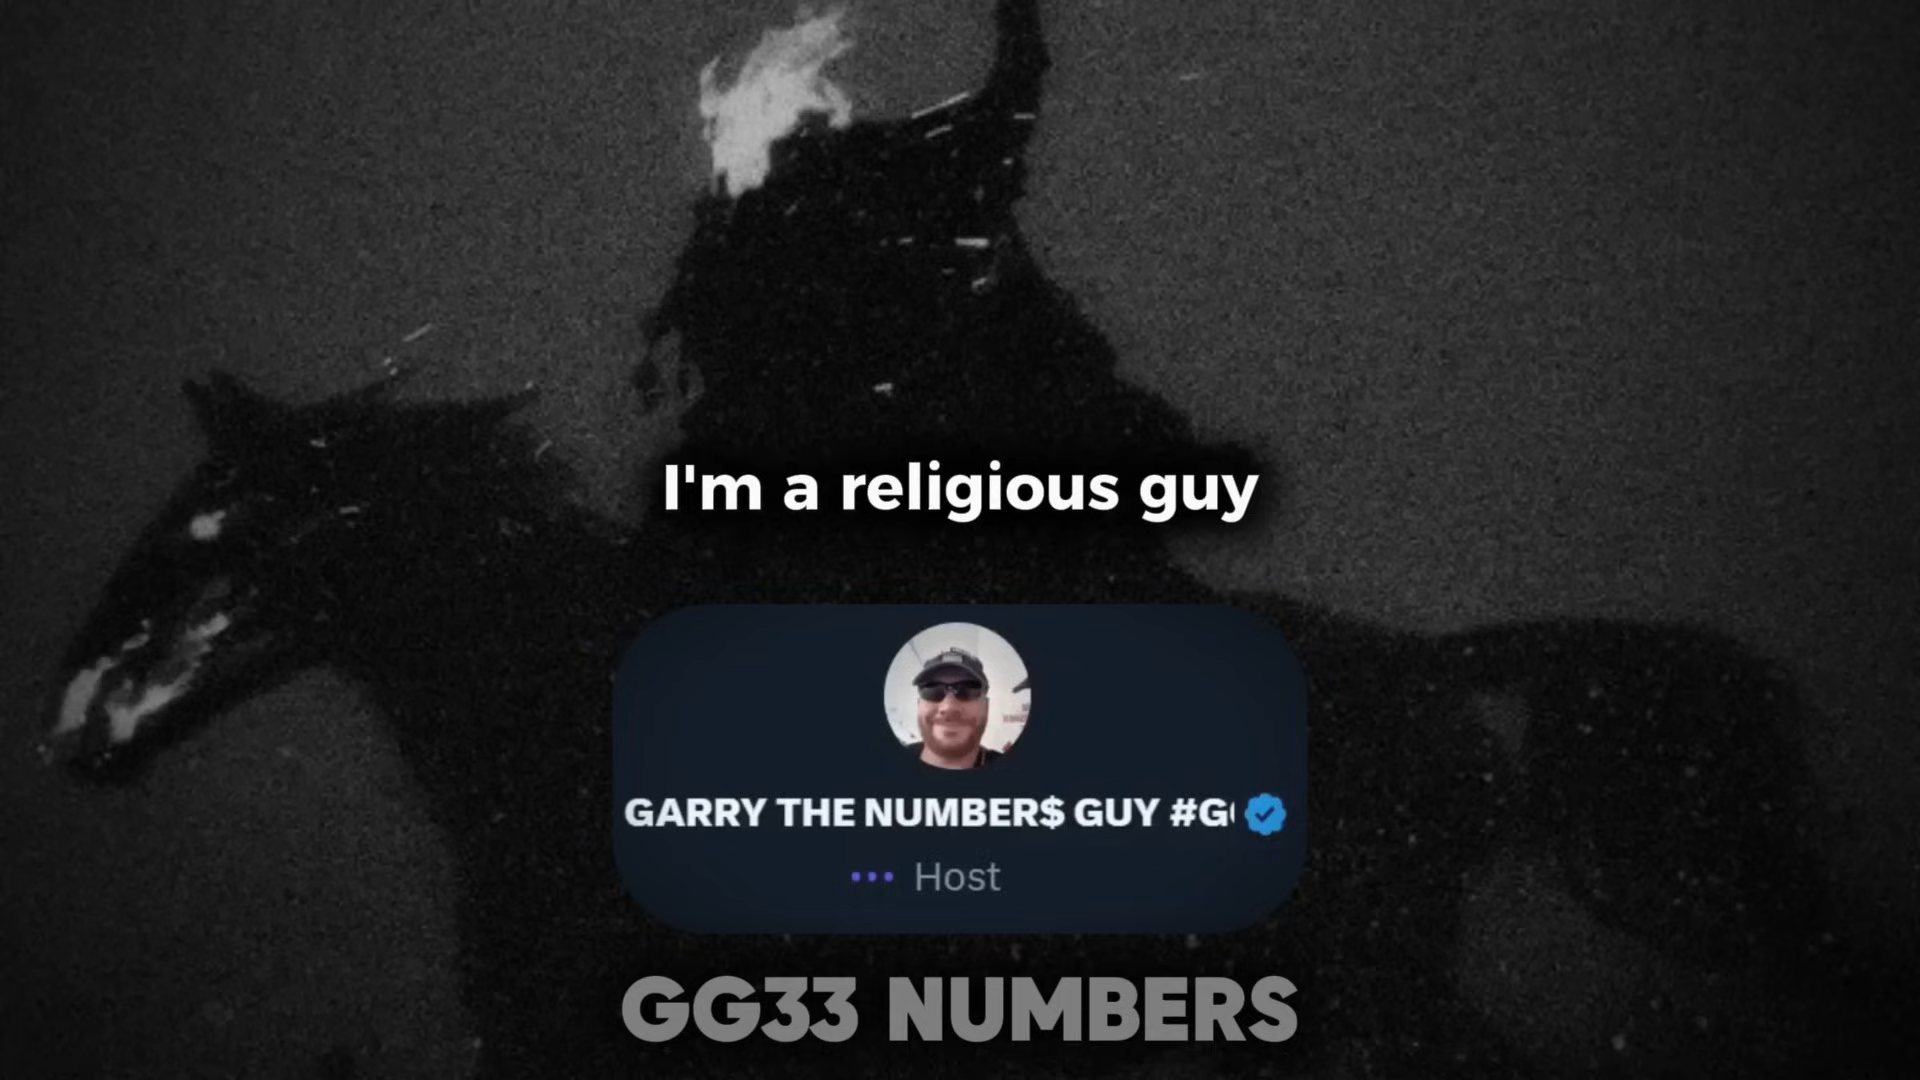 I'm a religious guy
GARRY THE NUMBER$ GUY #G
Host
GG33 NUMBERS